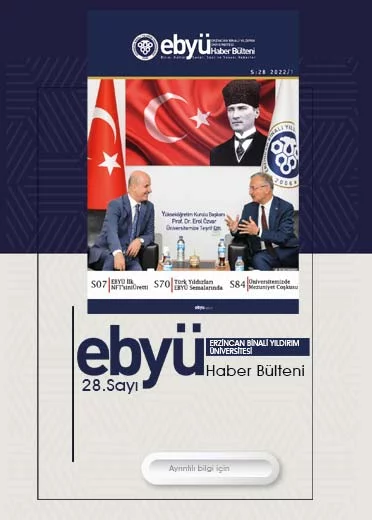 ebyü ERZİNCAN BİNALİ YILDIRIM
ÜNİVERSİTESİ
Haber Bülteni
S:28 2022/1
Yükseköğretim Kurulu Başkanı
Prof. Dr. Erol Özvar
Üniversitemize Teşrif Etti
S07 EBYÜ İlk
NFT'sini Üretti
S70 Türk Yıldızları
EBYÜ Semalarında
S84 Üniversitemizde
Mezuniyet Coşkusu
ebyü
ebyü
ERZİNCAN BİNALİ YILDIRIM
ÜNİVERSİTESİ
Haber Bülteni
28.Sayı
Ayrıntılı bilgi için